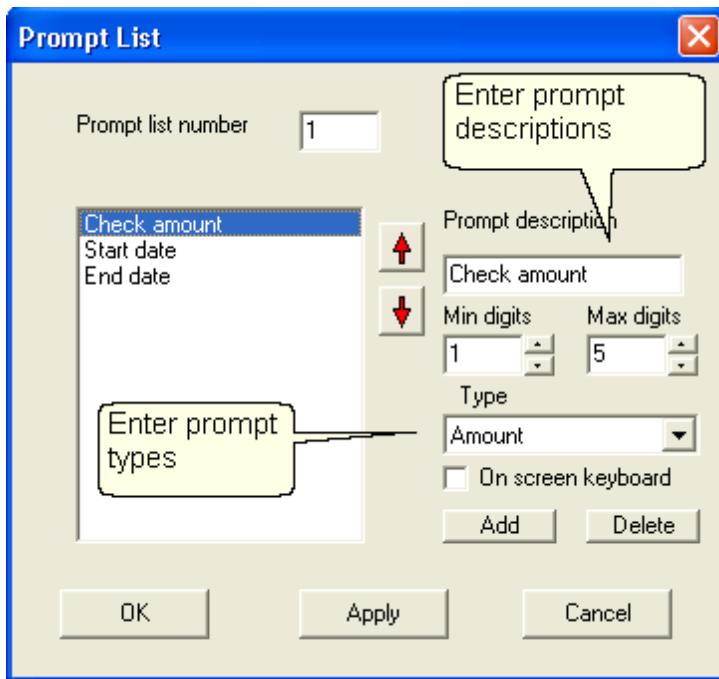 Prompt List
Enter prompt
descriptions
Prompt list number
1
Check amount
Start date
End date
Prompt description
Check amount
Min digits Max digits
1 5
Type
Enter prompt
types
Amount
On screen keyboard
Add Delete
OK Apply Cancel